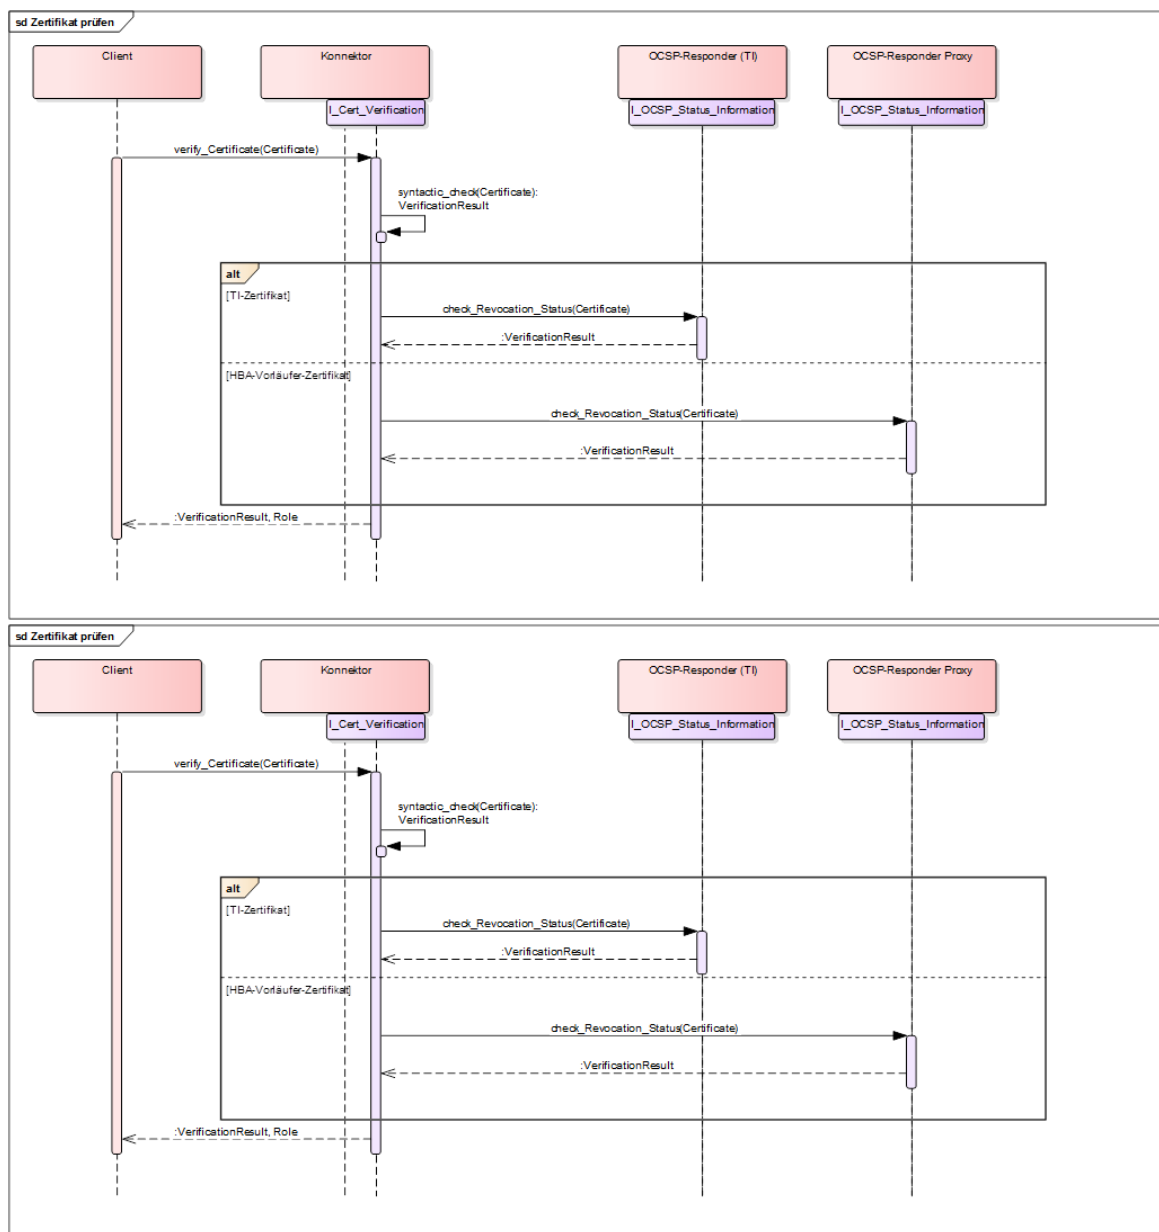 sd Zertifikat prüfen
Client
Konnektor
OCSP-Responder (TI)
OCSP-Responder Proxy
I_Cert_Verification
I_OCSP_Status_Information
I_OCSP_Status_Information
verify_Certificate(Certificate)
syntactic_check(Certificate):
VerificationResult
alt
[TI-Zertifikat]
check_Revocation_Status(Certificate)
:VerificationResult
[HBA-Vorläufer-Zertifikat]
check_Revocation_Status(Certificate)
:VerificationResult
:VerificationResult, Role
sd Zertifikat prüfen
Client
Konnektor
OCSP-Responder (TI)
OCSP-Responder Proxy
I_Cert_Verification
I_OCSP_Status_Information
I_OCSP_Status_Information
verify_Certificate(Certificate)
syntactic_check(Certificate):
VerificationResult
alt
[TI-Zertifikat]
check_Revocation_Status(Certificate)
:VerificationResult
[HBA-Vorläufer-Zertifikat]
check_Revocation_Status(Certificate)
:VerificationResult
:VerificationResult, Role